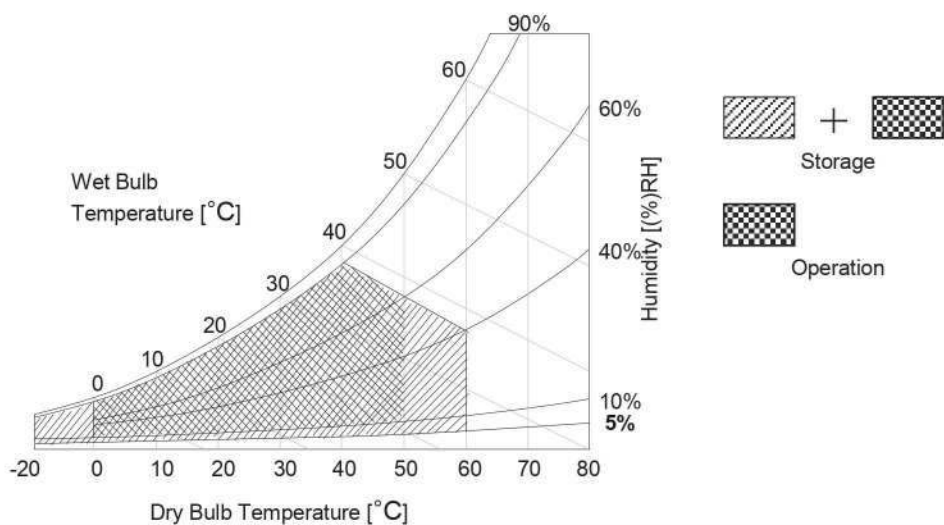 90%
60
60%
50
Wet Bulb
Temperature [°C]
40
30
20
10
0
Humidity [(%)RH]
40%
10%
5%
-20 0 10 20 30 40 50 60 70 80
Dry Bulb Temperature [°C]
+
Storage
Operation